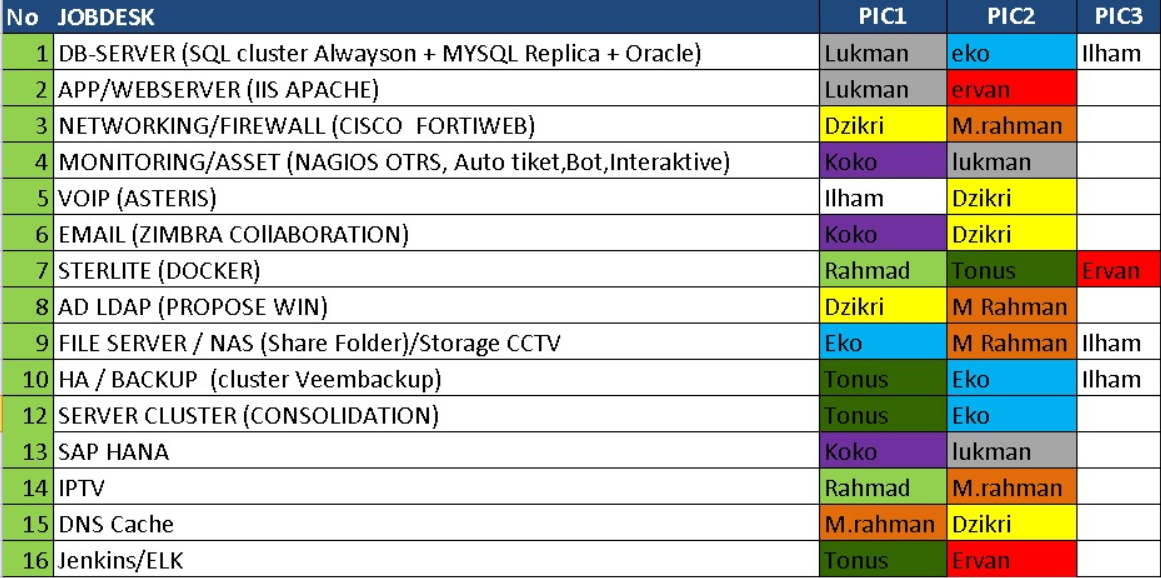 No JOBDESK PIC1 PIC2 PIC3
1 DB-SERVER (SQL cluster Alwayson + MYSQL Replica + Oracle) Lukman eko Ilham
2 APP/WEBSERVER (IIS APACHE) Lukman ervan
3 NETWORKING/FIREWALL (CISCO FORTIWEB) Dzikri M.rahman
4 MONITORING/ASSET (NAGIOS OTRS, Auto tiket,Bot,Interaktive) Koko lukman
5 VOIP (ASTERIS) Ilham Dzikri
6 EMAIL (ZIMBRA COllABORATION) Koko Dzikri
7 STERLITE (DOCKER) Rahmad Tonus Ervan
8 AD LDAP (PROPOSE WIN) Dzikri M Rahman
9 FILE SERVER / NAS (Share Folder)/Storage CCTV Eko M Rahman Ilham
10 HA / BACKUP (cluster Veembackup) Tonus Eko Ilham
12 SERVER CLUSTER (CONSOLIDATION) Tonus Eko
13 SAP HANA Koko lukman
14 IPTV Rahmad M.rahman
15 DNS Cache M.rahman Dzikri
16 Jenkins/ELK Tonus Ervan